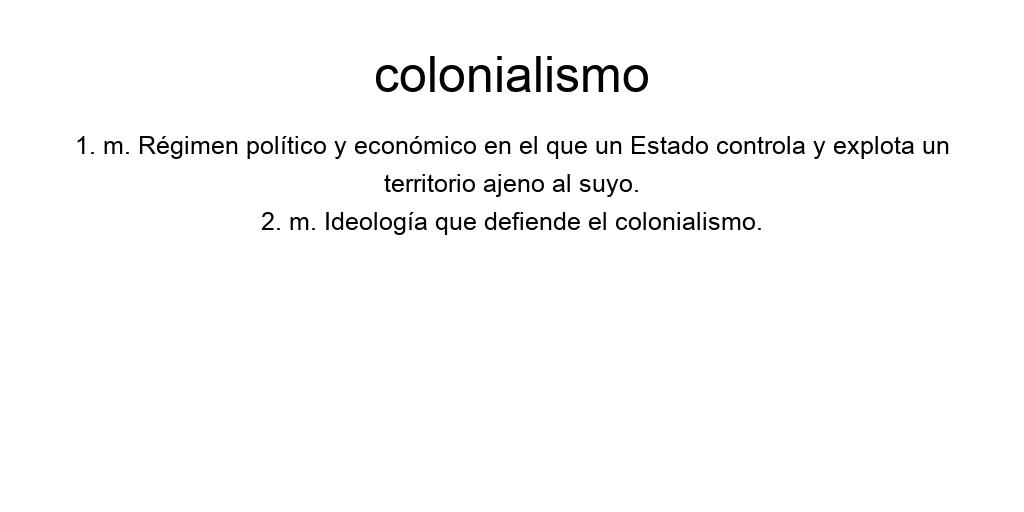 colonialismo
1. m. Régimen político y económico en el que un Estado controla y explota un
territorio ajeno al suyo.
2. m. Ideología que defiende el colonialismo.